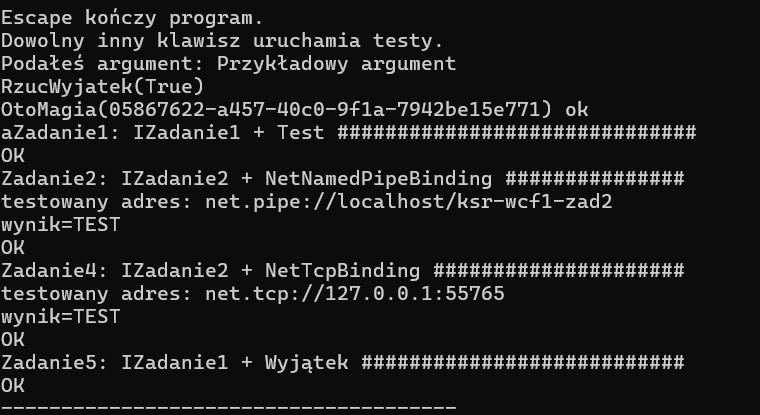 Escape kończy program.
Dowolny inny klawisz uruchamia testy.
Podałeś argument: Przykładowy argument
RzucWyjatek(True)
OtoMagia(05867622-a457-40c0-9f1a-7942be15e771) ok
aZadanie1: IZadanie1 + Test ##############################
OK
Zadanie2: IZadanie2 + NetNamedPipeBinding ###############
testowany adres: net.pipe://localhost/ksr-wcf1-zad2
wynik=TEST
OK
Zadanie4: IZadanie2 + NetTcpBinding #####################
testowany adres: net.tcp://127.0.0.1:55765
wynik=TEST
OK
Zadanie5: IZadanie1 + Wyjątek ###########################
OK
--------------------------------------